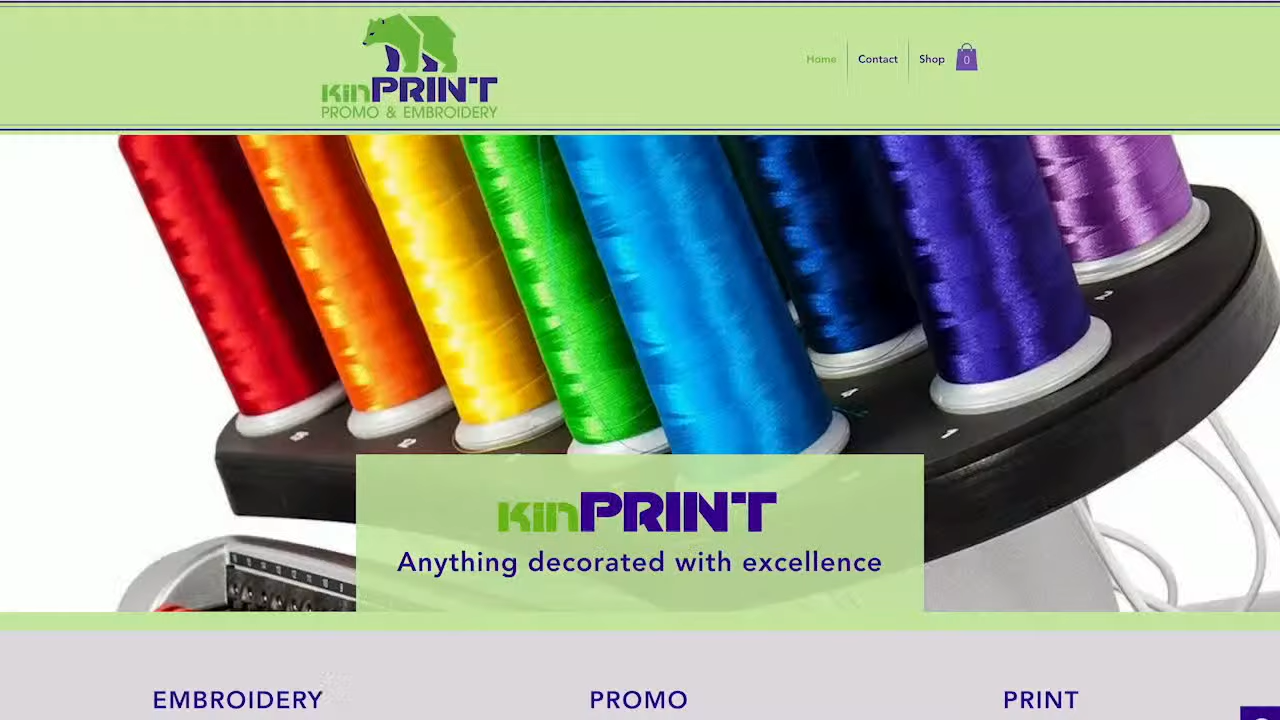 kinPRINT
PROMO & EMBROIDERY
Home
Contact
Shop
0
kinPRINT
Anything decorated with excellence
EMBROIDERY
PROMO
PRINT